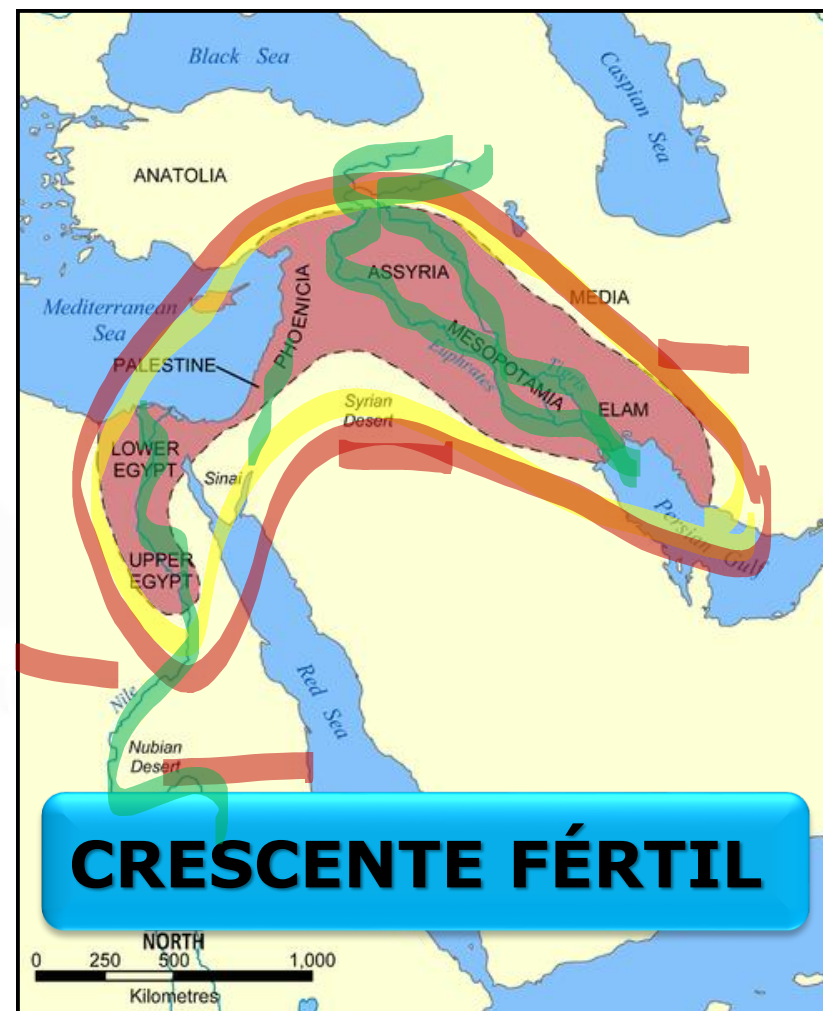 Black Sea
Caspian
Sea
ANATOLIA
ASSYRIA
MEDIA
Mediterranean
Sea
PHOENICIA
MESOPOTAMIA
Euphrates
Tigris
PALESTINE
Syrian
Desert
ELAM
LOWER
EGYPT
Sinai
Persian Gulf
UPPER
EGYPT
Nile
Red Sea
Nubian
Desert
CRESCENTE FÉRTIL
NORTH
0 250 500 1,000
Kilometres